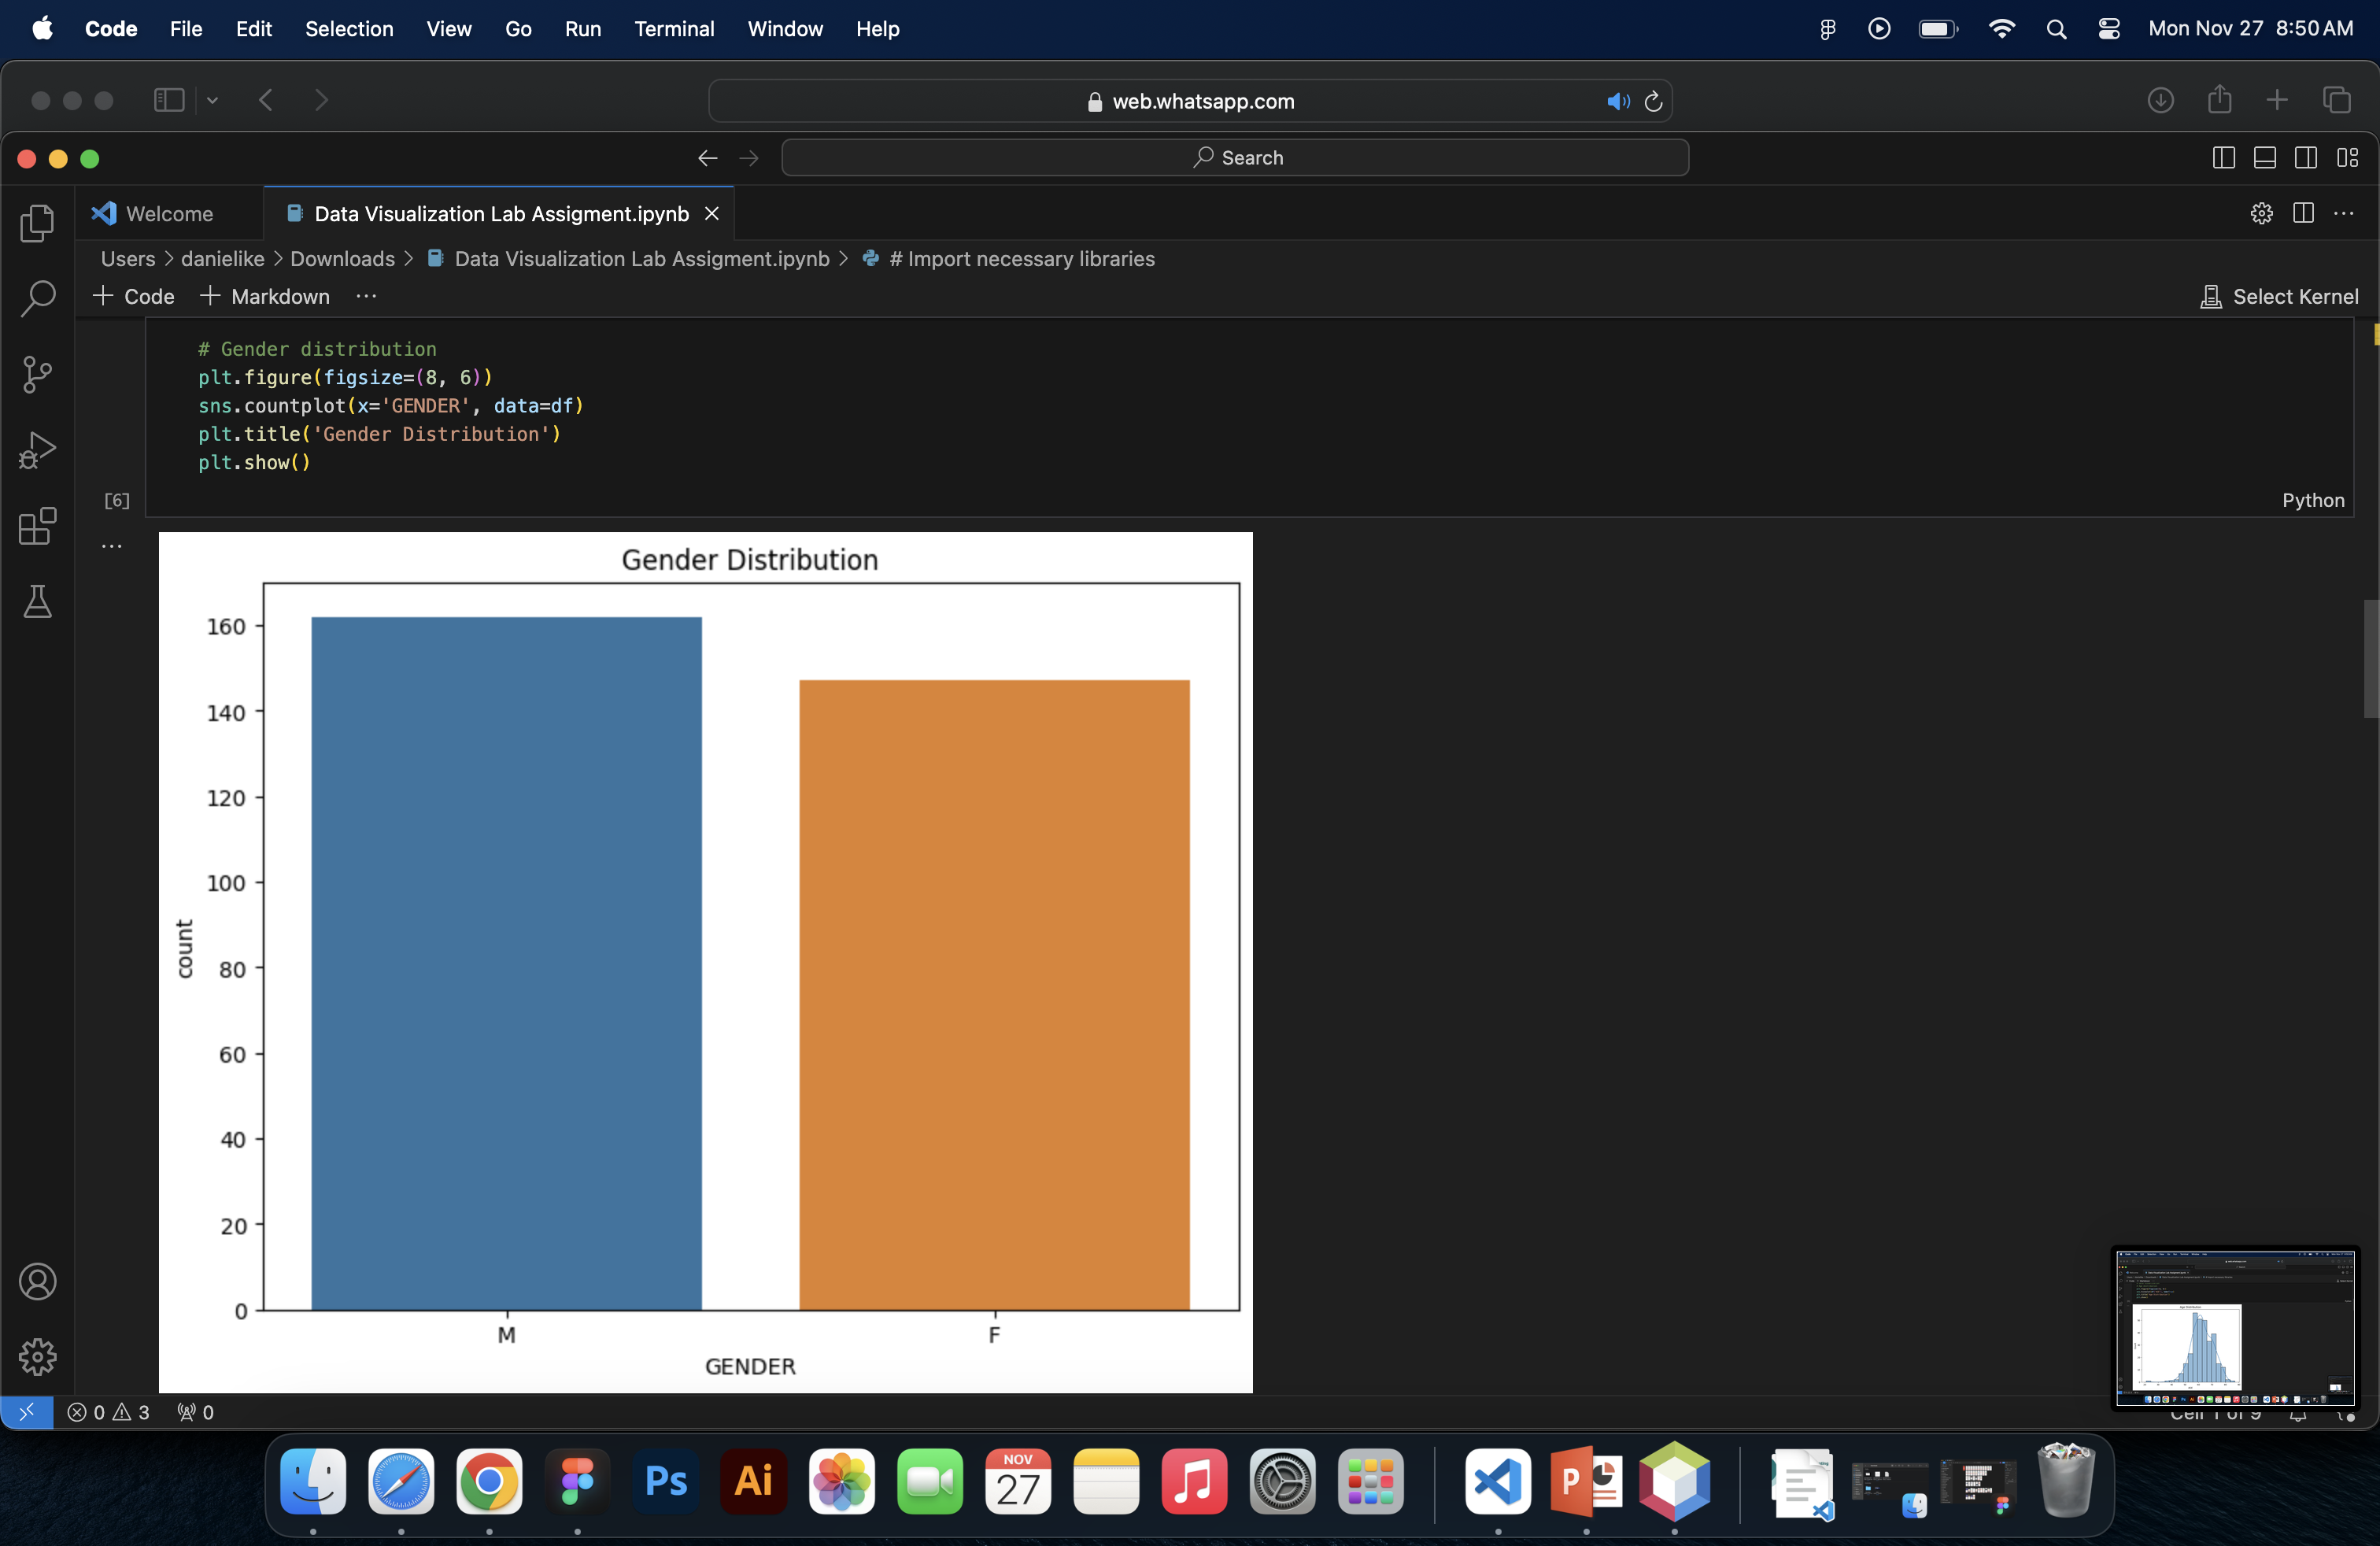 Code File Edit Selection View Go Run Terminal Window Help Mon Nov 27 8:50 AM
web.whatsapp.com
Search
Welcome Data Visualization Lab Assigment.ipynb
Users > danielike > Downloads > Data Visualization Lab Assigment.ipynb > # Import necessary libraries
+ Code + Markdown ... Select Kernel
# Gender distribution
plt.figure(figsize=(8, 6))
sns.countplot(x='GENDER', data=df)
plt.title('Gender Distribution')
plt.show()
[6] Python
...
Gender Distribution
160
140
120
100
80
60
40
20
0
count
M F
GENDER
0 3 0
Cell 1 of 9
Ps Ai NOV 27 P